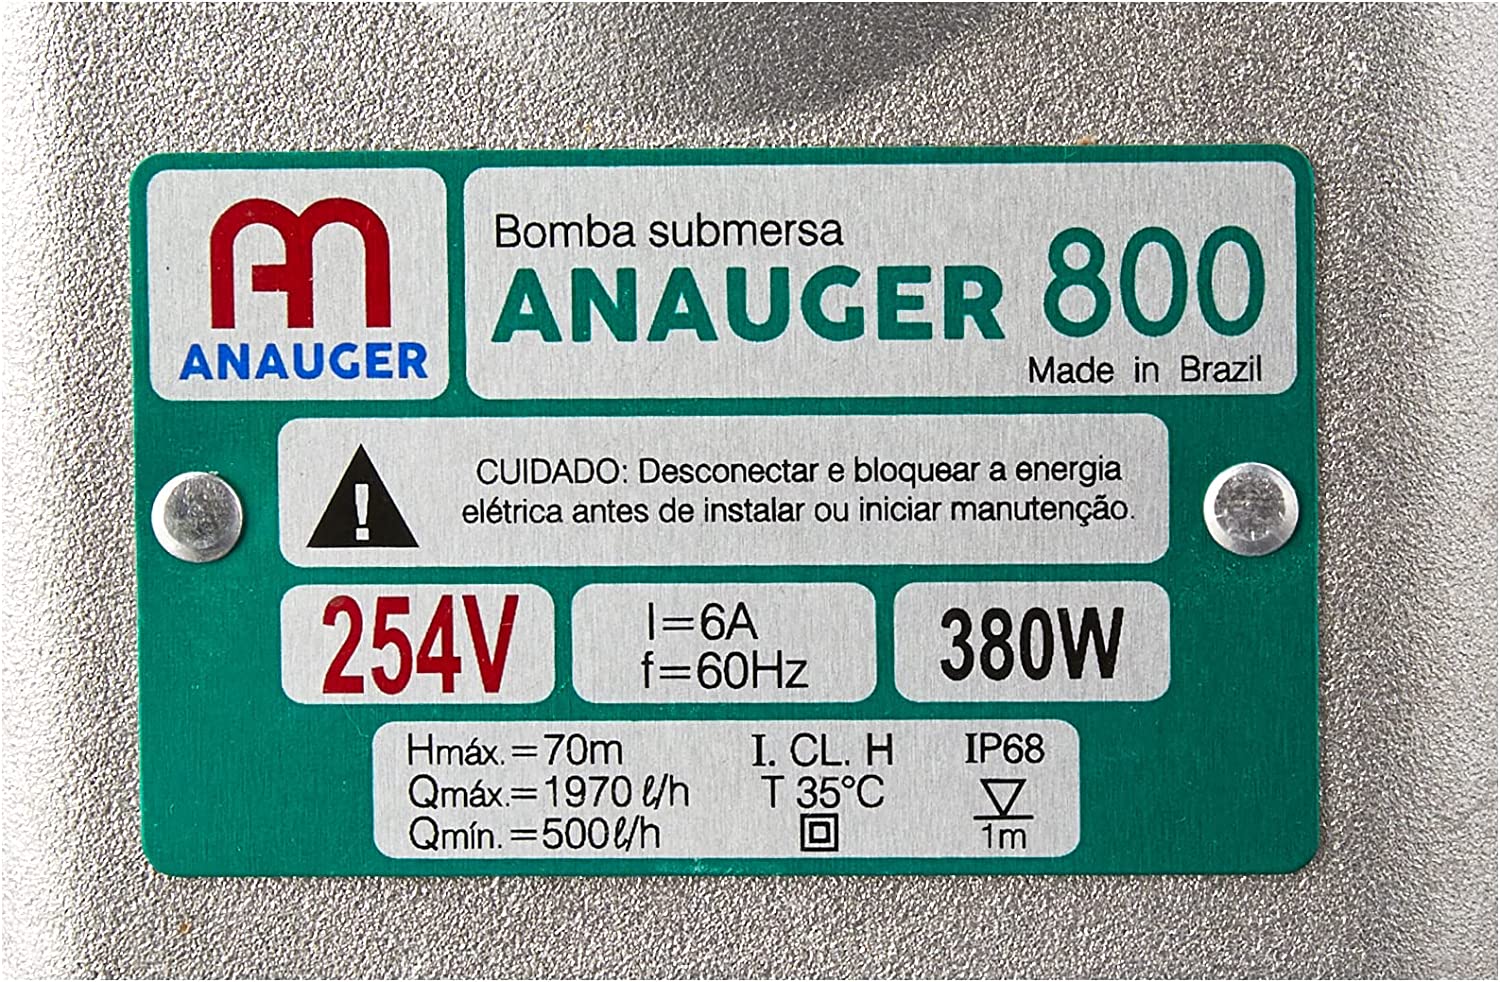 ANAUGER
Bomba submersa
ANAUGER 800
Made in Brazil
CUIDADO: Desconectar e bloquear a energia
elétrica antes de instalar ou iniciar manutenção.
254V
I=6A
f=60Hz
380W
Hmáx.=70m
Qmáx.=1970 ℓ/h
Qmín.=500ℓ/h
I. CL. H
T 35°C
IP68
1m